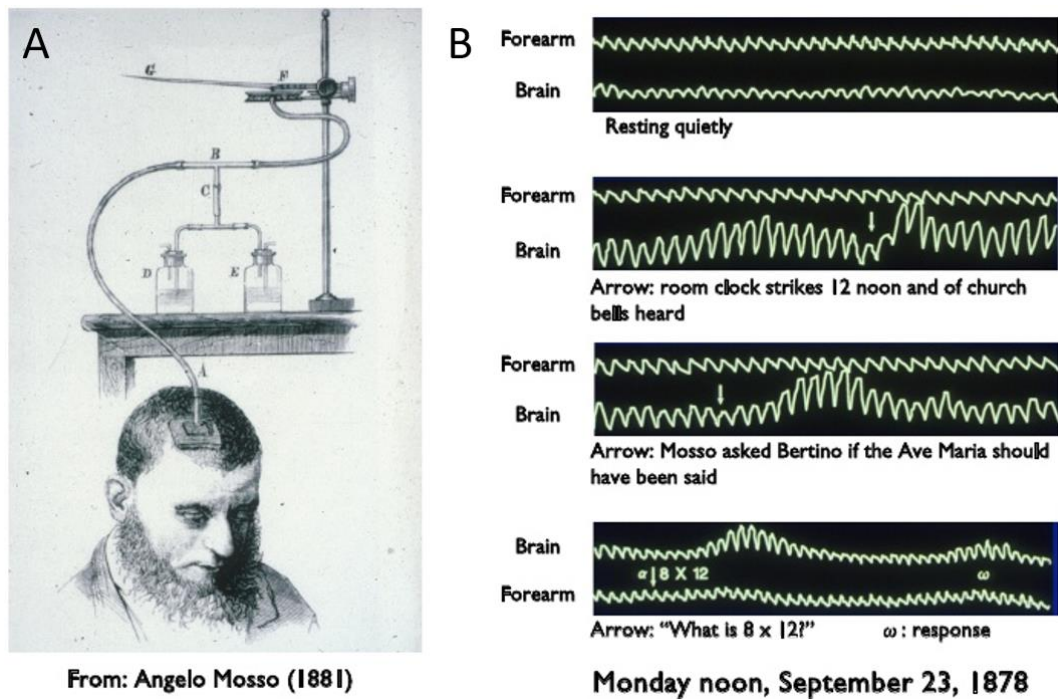 A
G
F
B
C
D
E
A
From: Angelo Mosso (1881)
B
Forearm
Brain
Resting quietly
Forearm
Brain
Arrow: room clock strikes 12 noon and of church
bells heard
Forearm
Brain
Arrow: Mosso asked Bertino if the Ave Maria should
have been said
Brain
α 8 X 12
ω
Forearm
Arrow: “What is 8 x 12?” ω : response
Monday noon, September 23, 1878